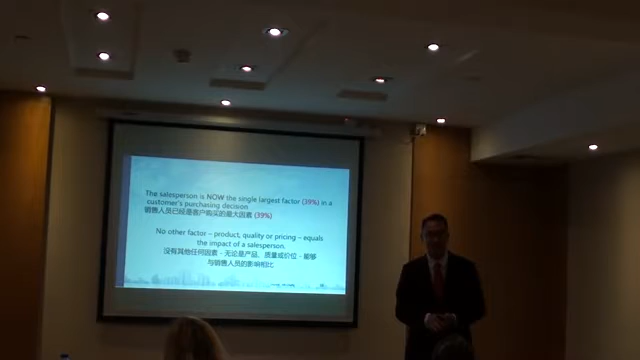 The salesperson is NOW the single largest factor (39%) in a
customer's purchasing decision
销售人员已经是客户购买的最大因素 (39%)
No other factor – product, quality or pricing – equals
the impact of a salesperson.
没有其他任何因素 - 无论是产品、质量或价位 - 能够
与销售人员的影响相比